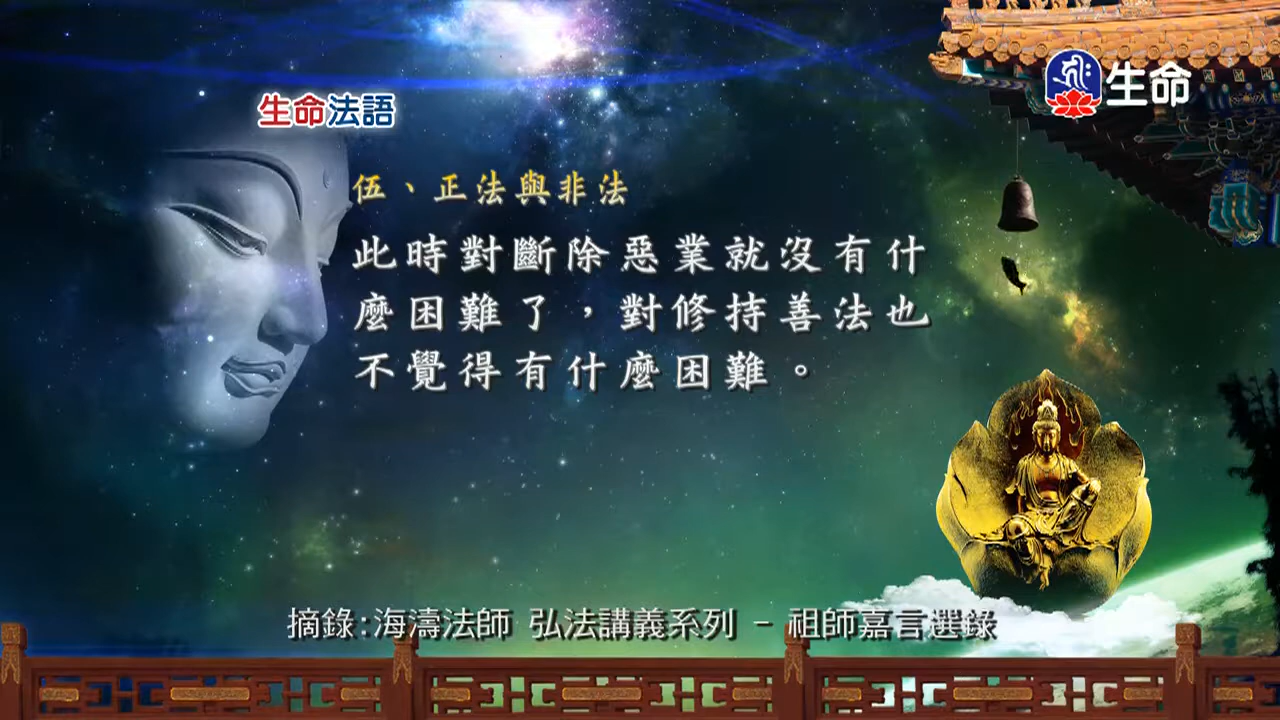 生命
生命法語
伍、正法與非法
此時對斷除惡業就沒有什
麼困難了，對修持善法也
不覺得有什麼困難。
摘錄:海濤法師 弘法講義系列 - 祖師嘉言選錄